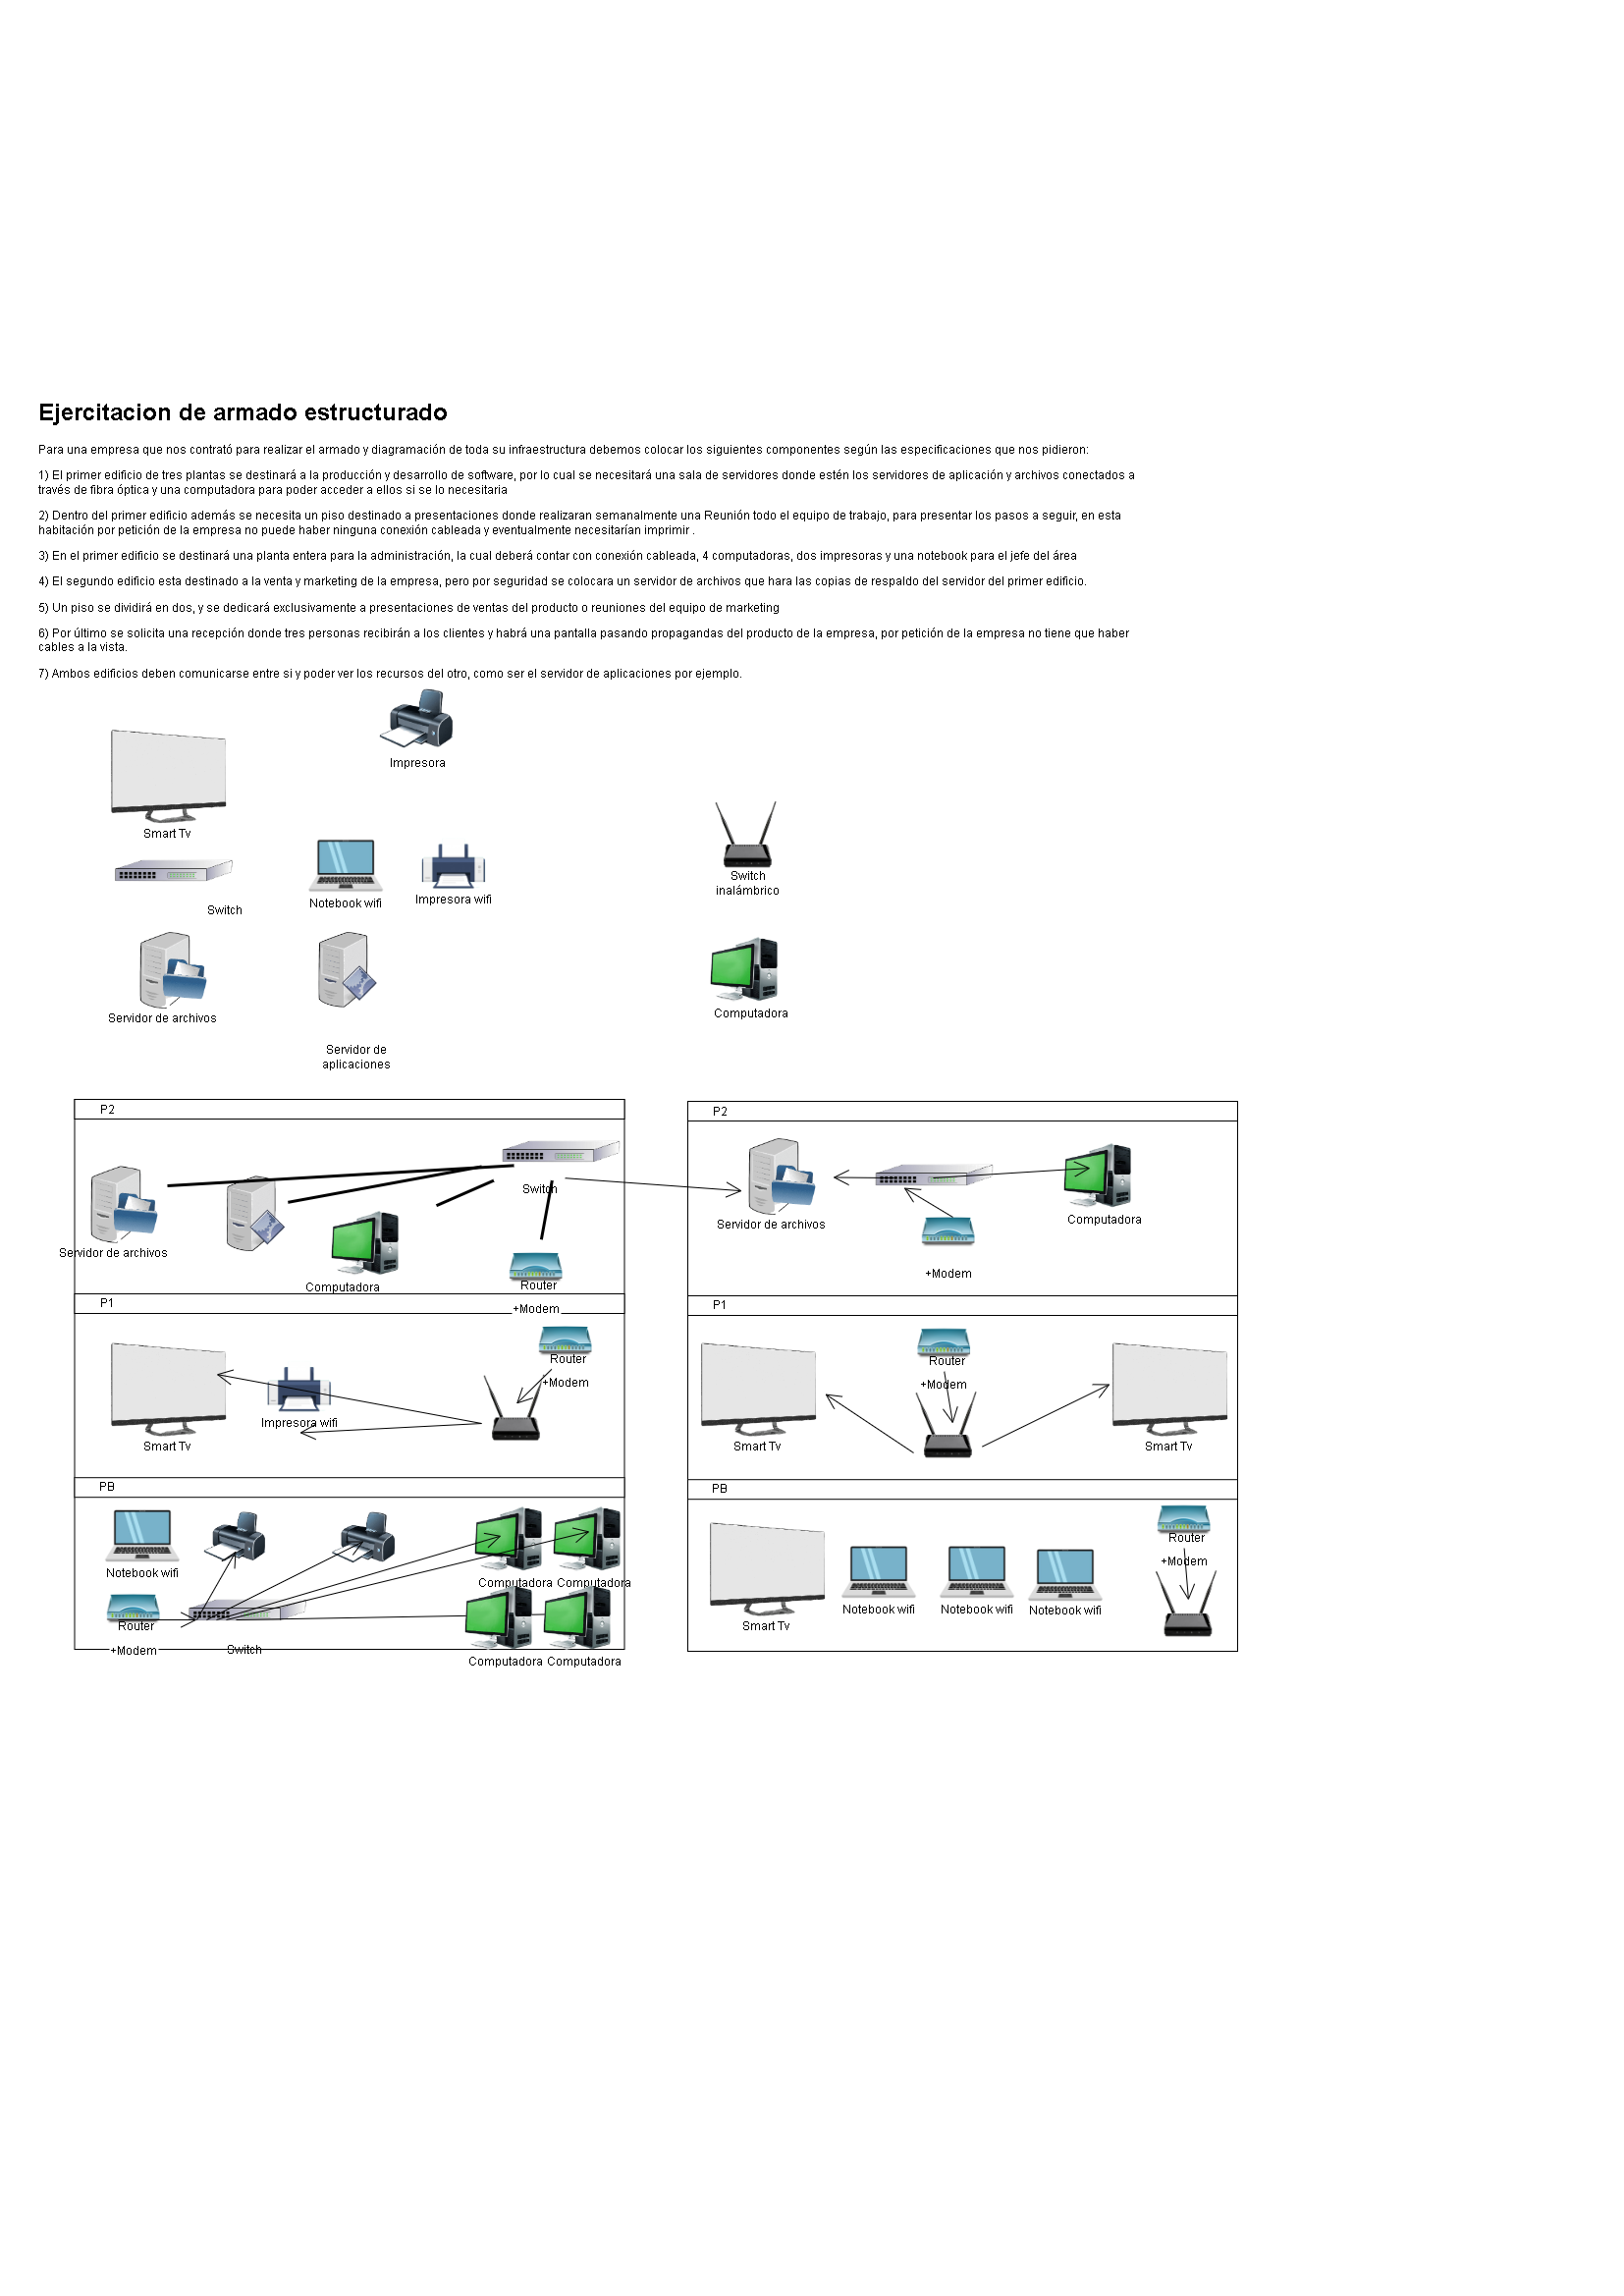 Ejercitacion de armado estructurado
Para una empresa que nos contrató para realizar el armado y diagramación de toda su infraestructura debemos colocar los siguientes componentes según las especificaciones que nos pidieron:
1) El primer edificio de tres plantas se destinará a la producción y desarrollo de software, por lo cual se necesitará una sala de servidores donde estén los servidores de aplicación y archivos conectados a
través de fibra óptica y una computadora para poder acceder a ellos si se lo necesitaria
2) Dentro del primer edificio además se necesita un piso destinado a presentaciones donde realizaran semanalmente una Reunión todo el equipo de trabajo, para presentar los pasos a seguir, en esta
habitación por petición de la empresa no puede haber ninguna conexión cableada y eventualmente necesitarían imprimir .
3) En el primer edificio se destinará una planta entera para la administración, la cual deberá contar con conexión cableada, 4 computadoras, dos impresoras y una notebook para el jefe del área
4) El segundo edificio esta destinado a la venta y marketing de la empresa, pero por seguridad se colocara un servidor de archivos que hara las copias de respaldo del servidor del primer edificio.
5) Un piso se dividirá en dos, y se dedicará exclusivamente a presentaciones de ventas del producto o reuniones del equipo de marketing
6) Por último se solicita una recepción donde tres personas recibirán a los clientes y habrá una pantalla pasando propagandas del producto de la empresa, por petición de la empresa no tiene que haber
cables a la vista.
7) Ambos edificios deben comunicarse entre si y poder ver los recursos del otro, como ser el servidor de aplicaciones por ejemplo.
Impresora
Smart Tv
Switch
inalámbrico
Notebook wifi
Impresora wifi
Switch
Servidor de archivos
Computadora
Servidor de
aplicaciones
P2
Switch
Servidor de archivos
Computadora
Router
+Modem
P1
Router
+Modem
Impresora wifi
Smart Tv
PB
Notebook wifi
Computadora
Computadora
Router
+Modem
Switch
Computadora
Computadora
P2
Servidor de archivos
Computadora
+Modem
P1
Router
+Modem
Smart Tv
Smart Tv
PB
Router
+Modem
Notebook wifi
Notebook wifi
Notebook wifi
Smart Tv